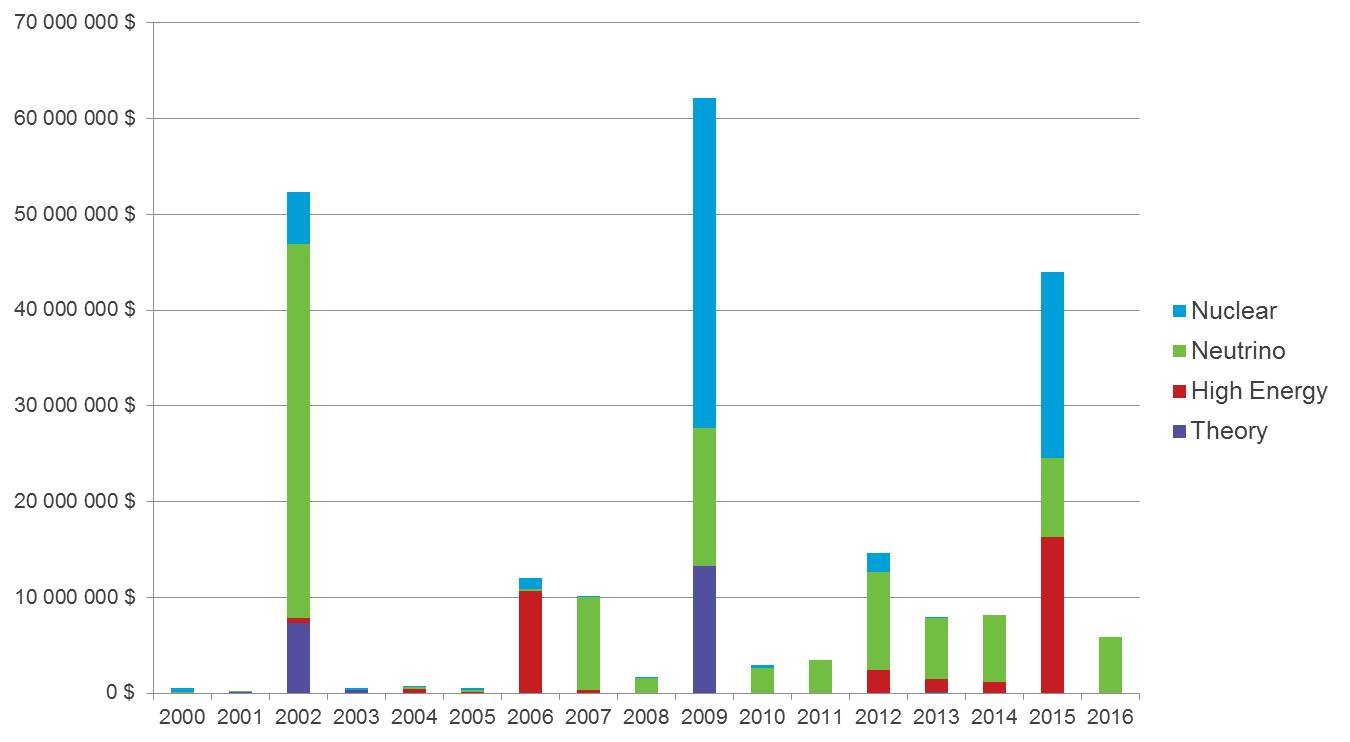 70 000 000 $
60 000 000 $
50 000 000 $
40 000 000 $
30 000 000 $
20 000 000 $
10 000 000 $
0 $
2000 2001 2002 2003 2004 2005 2006 2007 2008 2009 2010 2011 2012 2013 2014 2015 2016
Nuclear
Neutrino
High Energy
Theory